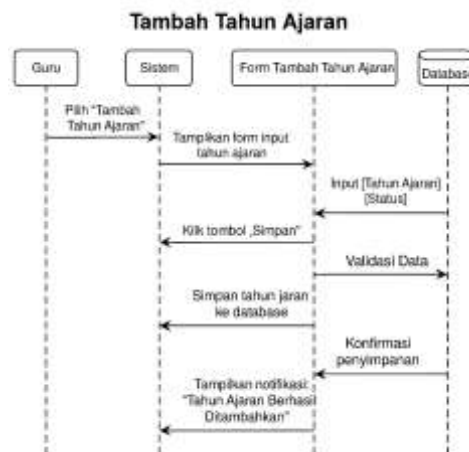 Tambah Tahun Ajaran
Guru
Sistem
Form Tambah Tahun Ajaran
Database
Pilih "Tambah
Tahun Ajaran"
Tampilkan form input
tahun ajaran
Input [Tahun Ajaran]
[Status]
Klik tombol „Simpan"
Validasi Data
Simpan tahun jaran
ke database
Konfirmasi
penyimpanan
Tampilkan notifikasi:
"Tahun Ajaran Berhasil
Ditambahkan"